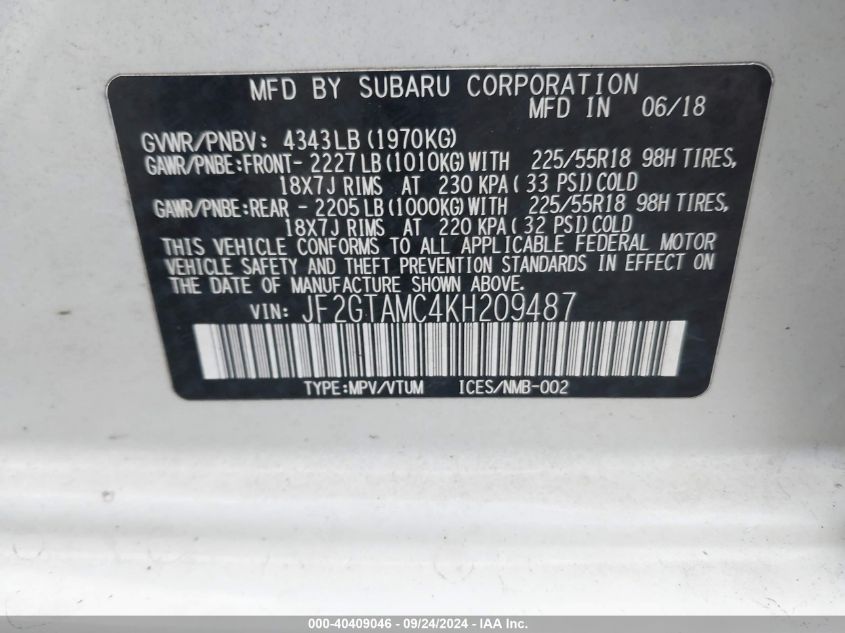 MFD BY SUBARU CORPORATION
MFD IN 06/18
GVWR/PNBV: 4343LB (1970KG)
GAWR/PNBE:FRONT- 2227LB (1010KG) WITH 225/55R18 98H TIRES,
18X7J RIMS AT 230 KPA( 33 PSI) COLD
GAWR/PNBE:REAR - 2205LB (1000KG) WITH 225/55R18 98H TIRES,
18X7J RIMS AT 220 KPA( 32 PSI) COLD
THIS VEHICLE CONFORMS TO ALL APPLICABLE FEDERAL MOTOR
VEHICLE SAFETY AND THEFT PREVENTION STANDARDS IN EFFECT ON
THE DATE OF MANUFACTURE SHOWN ABOVE.
VIN: JF2GTAMC4KH209487
TYPE:MPV/VTUM ICES/NMB-002
000-40409046 - 09/24/2024 - © IAA, Inc.